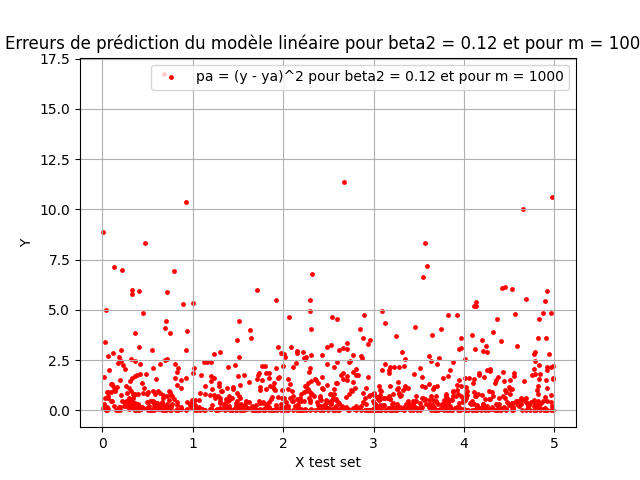 Erreurs de prédiction du modèle linéaire pour beta2 = 0.12 et pour m = 100
pa = (y - ya)^2 pour beta2 = 0.12 et pour m = 1000
17.5
15.0
12.5
10.0
7.5
5.0
2.5
0.0
Y
0 1 2 3 4 5
X test set